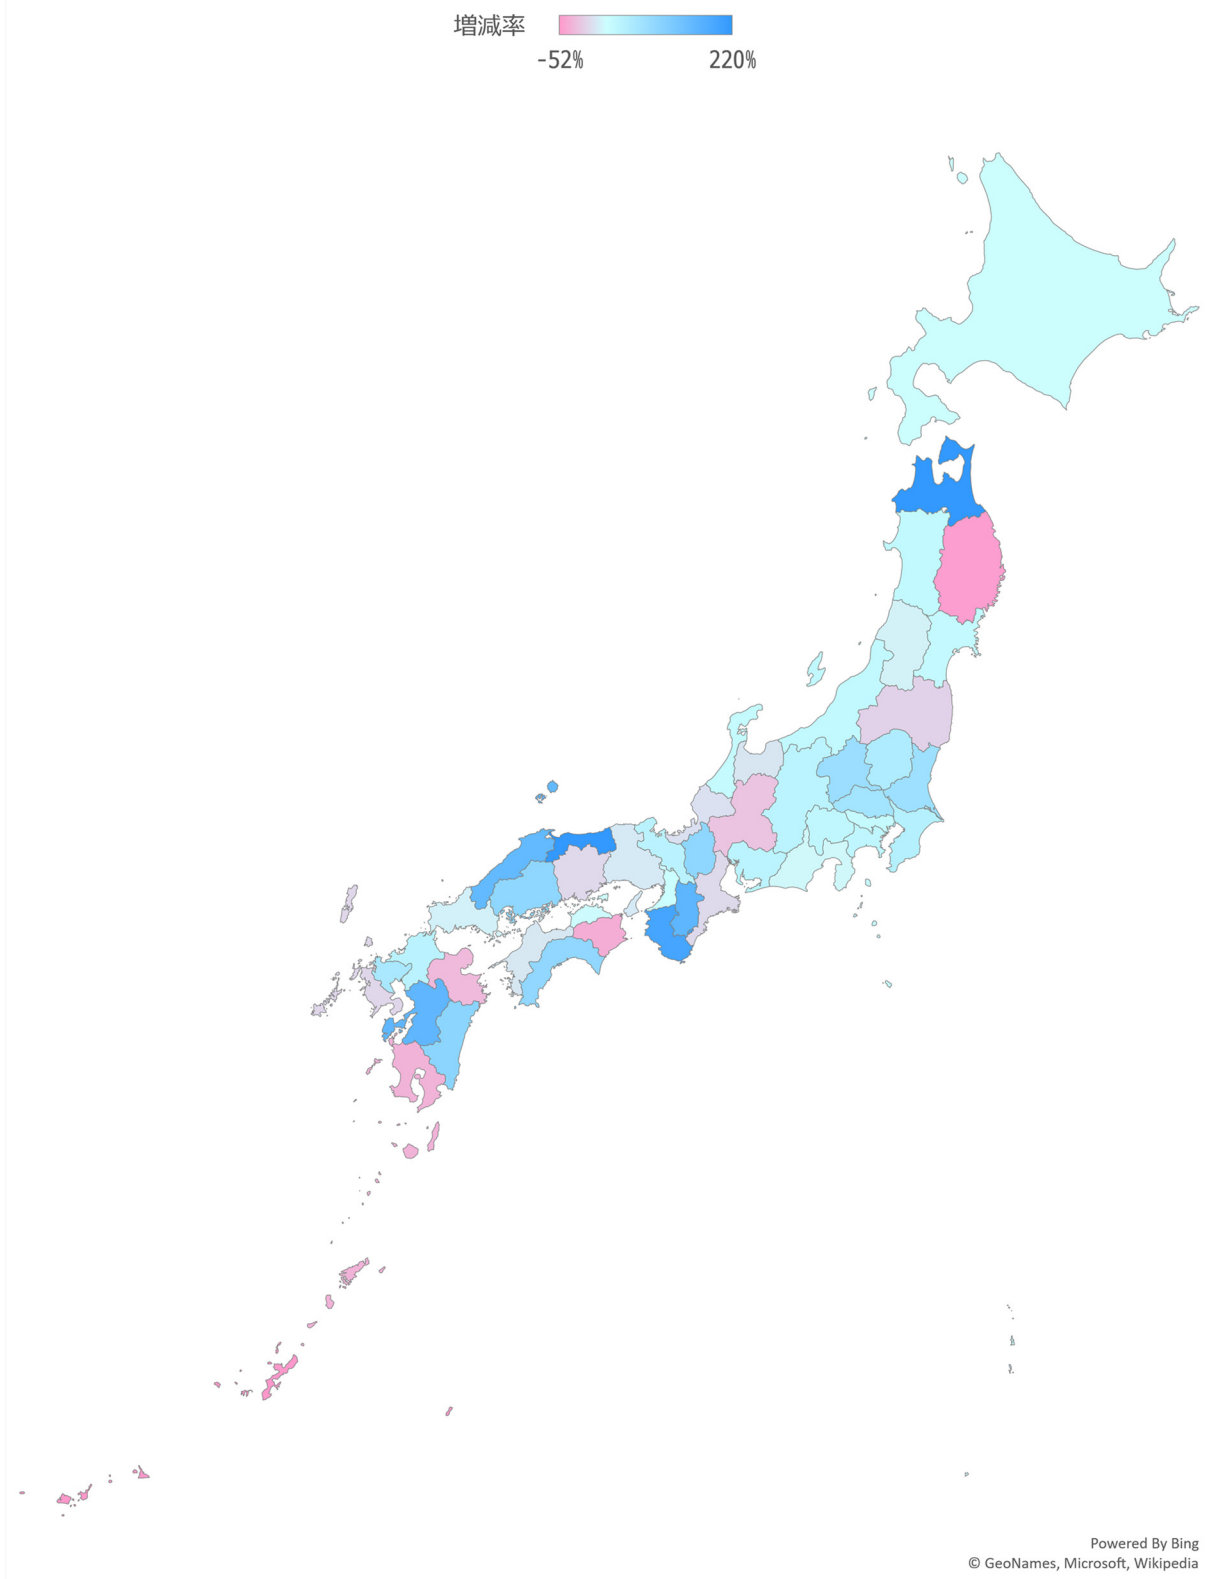 増減率
-52%
220%
Powered By Bing
© GeoNames, Microsoft, Wikipedia